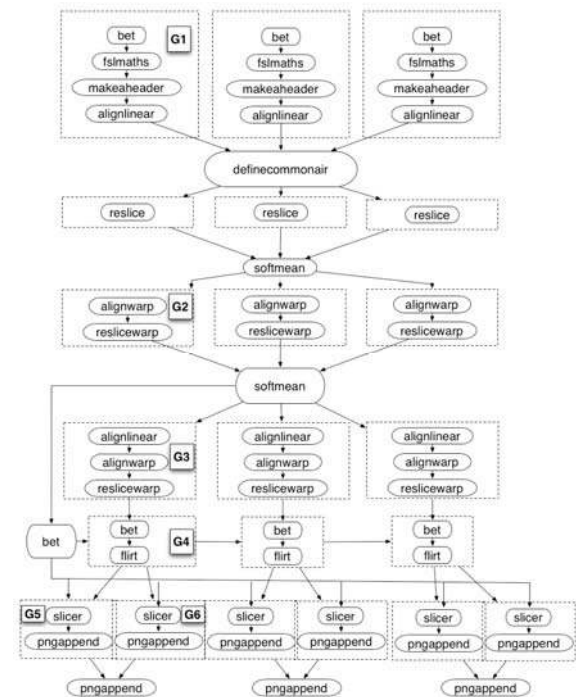 bet G1 bet bet
fslmaths fslmaths fslmaths
makeaheader makeaheader makeaheader
alignlinear alignlinear alignlinear
definecommonair
reslice reslice reslice
softmean
alignwarp G2 alignwarp alignwarp
reslicewarp reslicewarp reslicewarp
softmean
alignlinear alignlinear alignlinear
alignwarp G3 alignwarp alignwarp
reslicewarp reslicewarp reslicewarp
bet bet bet
bet G4
flirt flirt flirt
G5 slicer slicer G6 slicer slicer slicer slicer
pngappend pngappend pngappend pngappend pngappend pngappend
pngappend pngappend pngappend